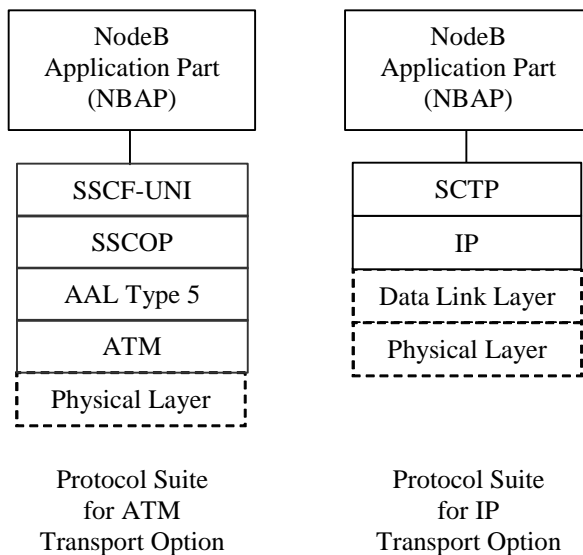 NodeB
Application Part
(NBAP)
SSCF-UNI
SSCOP
AAL Type 5
ATM
Physical Layer
Protocol Suite
for ATM
Transport Option
NodeB
Application Part
(NBAP)
SCTP
IP
Data Link Layer
Physical Layer
Protocol Suite
for IP
Transport Option